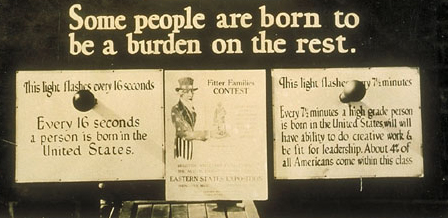 Some people are born to
be a burden on the rest.
This light flashes every 16 seconds
Every 16 seconds
a person is born in the
United States.
Fitter Families
CONTEST
EASTERN STATES EXPOSITION
This light flashes every 7½ minutes
Every 7½ minutes a high grade person
is born in the United States, will will
have ability to do creative work &
be fit for leadership. About 4% of
all Americans come within this class.